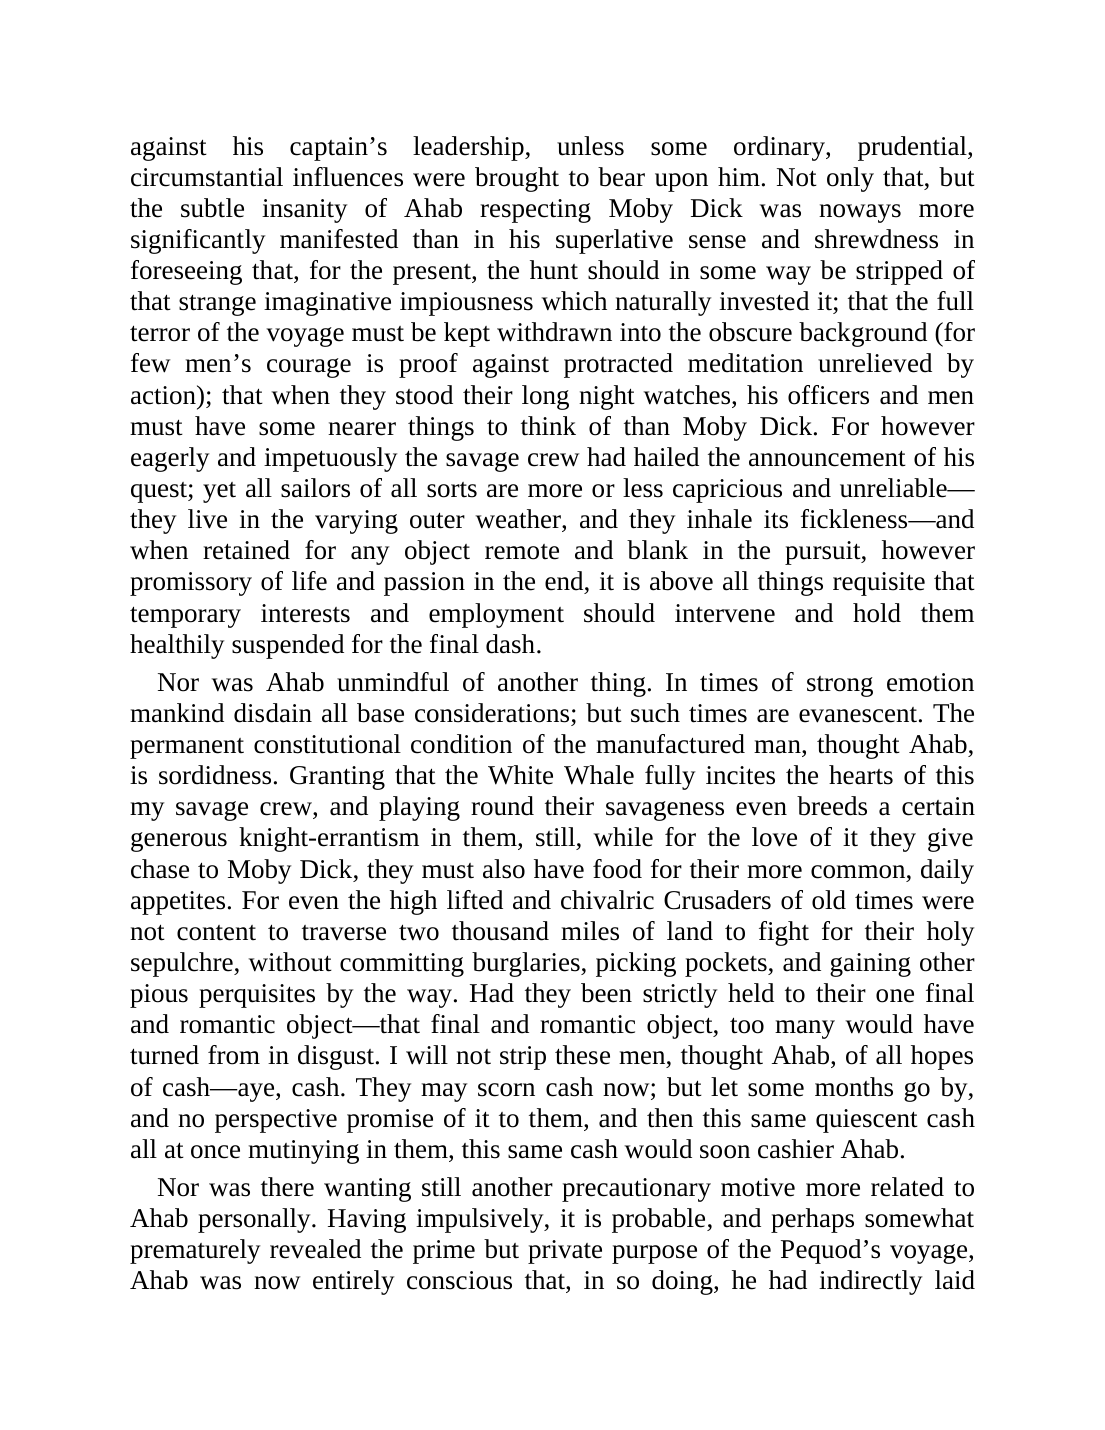 against his captain’s leadership, unless some ordinary, prudential,
circumstantial influences were brought to bear upon him. Not only that, but
the subtle insanity of Ahab respecting Moby Dick was noways more
significantly manifested than in his superlative sense and shrewdness in
foreseeing that, for the present, the hunt should in some way be stripped of
that strange imaginative impiousness which naturally invested it; that the full
terror of the voyage must be kept withdrawn into the obscure background (for
few men’s courage is proof against protracted meditation unrelieved by
action); that when they stood their long night watches, his officers and men
must have some nearer things to think of than Moby Dick. For however
eagerly and impetuously the savage crew had hailed the announcement of his
quest; yet all sailors of all sorts are more or less capricious and unreliable—
they live in the varying outer weather, and they inhale its fickleness—and
when retained for any object remote and blank in the pursuit, however
promissory of life and passion in the end, it is above all things requisite that
temporary interests and employment should intervene and hold them
healthily suspended for the final dash.
Nor was Ahab unmindful of another thing. In times of strong emotion
mankind disdain all base considerations; but such times are evanescent. The
permanent constitutional condition of the manufactured man, thought Ahab,
is sordidness. Granting that the White Whale fully incites the hearts of this
my savage crew, and playing round their savageness even breeds a certain
generous knight-errantism in them, still, while for the love of it they give
chase to Moby Dick, they must also have food for their more common, daily
appetites. For even the high lifted and chivalric Crusaders of old times were
not content to traverse two thousand miles of land to fight for their holy
sepulchre, without committing burglaries, picking pockets, and gaining other
pious perquisites by the way. Had they been strictly held to their one final
and romantic object—that final and romantic object, too many would have
turned from in disgust. I will not strip these men, thought Ahab, of all hopes
of cash—aye, cash. They may scorn cash now; but let some months go by,
and no perspective promise of it to them, and then this same quiescent cash
all at once mutinying in them, this same cash would soon cashier Ahab.
Nor was there wanting still another precautionary motive more related to
Ahab personally. Having impulsively, it is probable, and perhaps somewhat
prematurely revealed the prime but private purpose of the Pequod’s voyage,
Ahab was now entirely conscious that, in so doing, he had indirectly laid